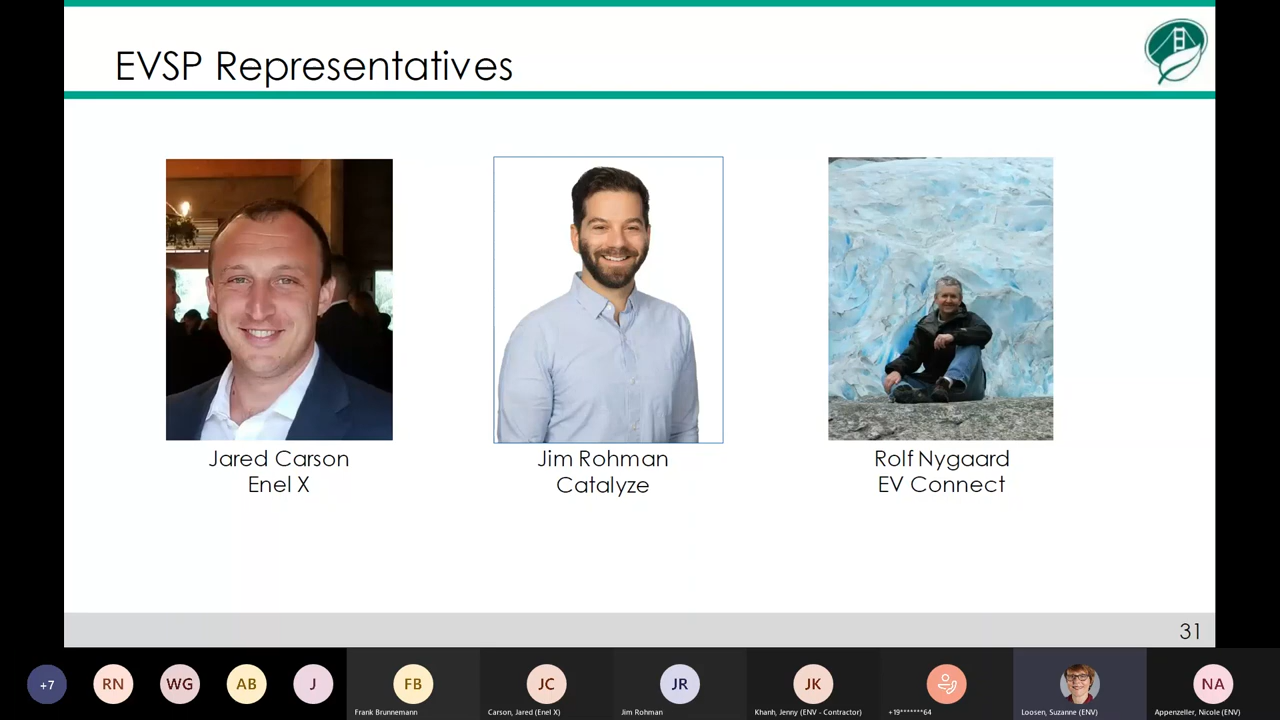 EVSP Representatives
Jared Carson
Enel X
Jim Rohman
Catalyze
Rolf Nygaard
EV Connect
31
+7
RN
WG
AB
J
FB
JC
JR
JK
NA
Frank Brunnemann
Carson, Jared (Enel X)
Jim Rohman
Khanh, Jenny (ENV - Contractor)
+19*******64
Loosen, Suzanne (ENV)
Appenzeller, Nicole (ENV)